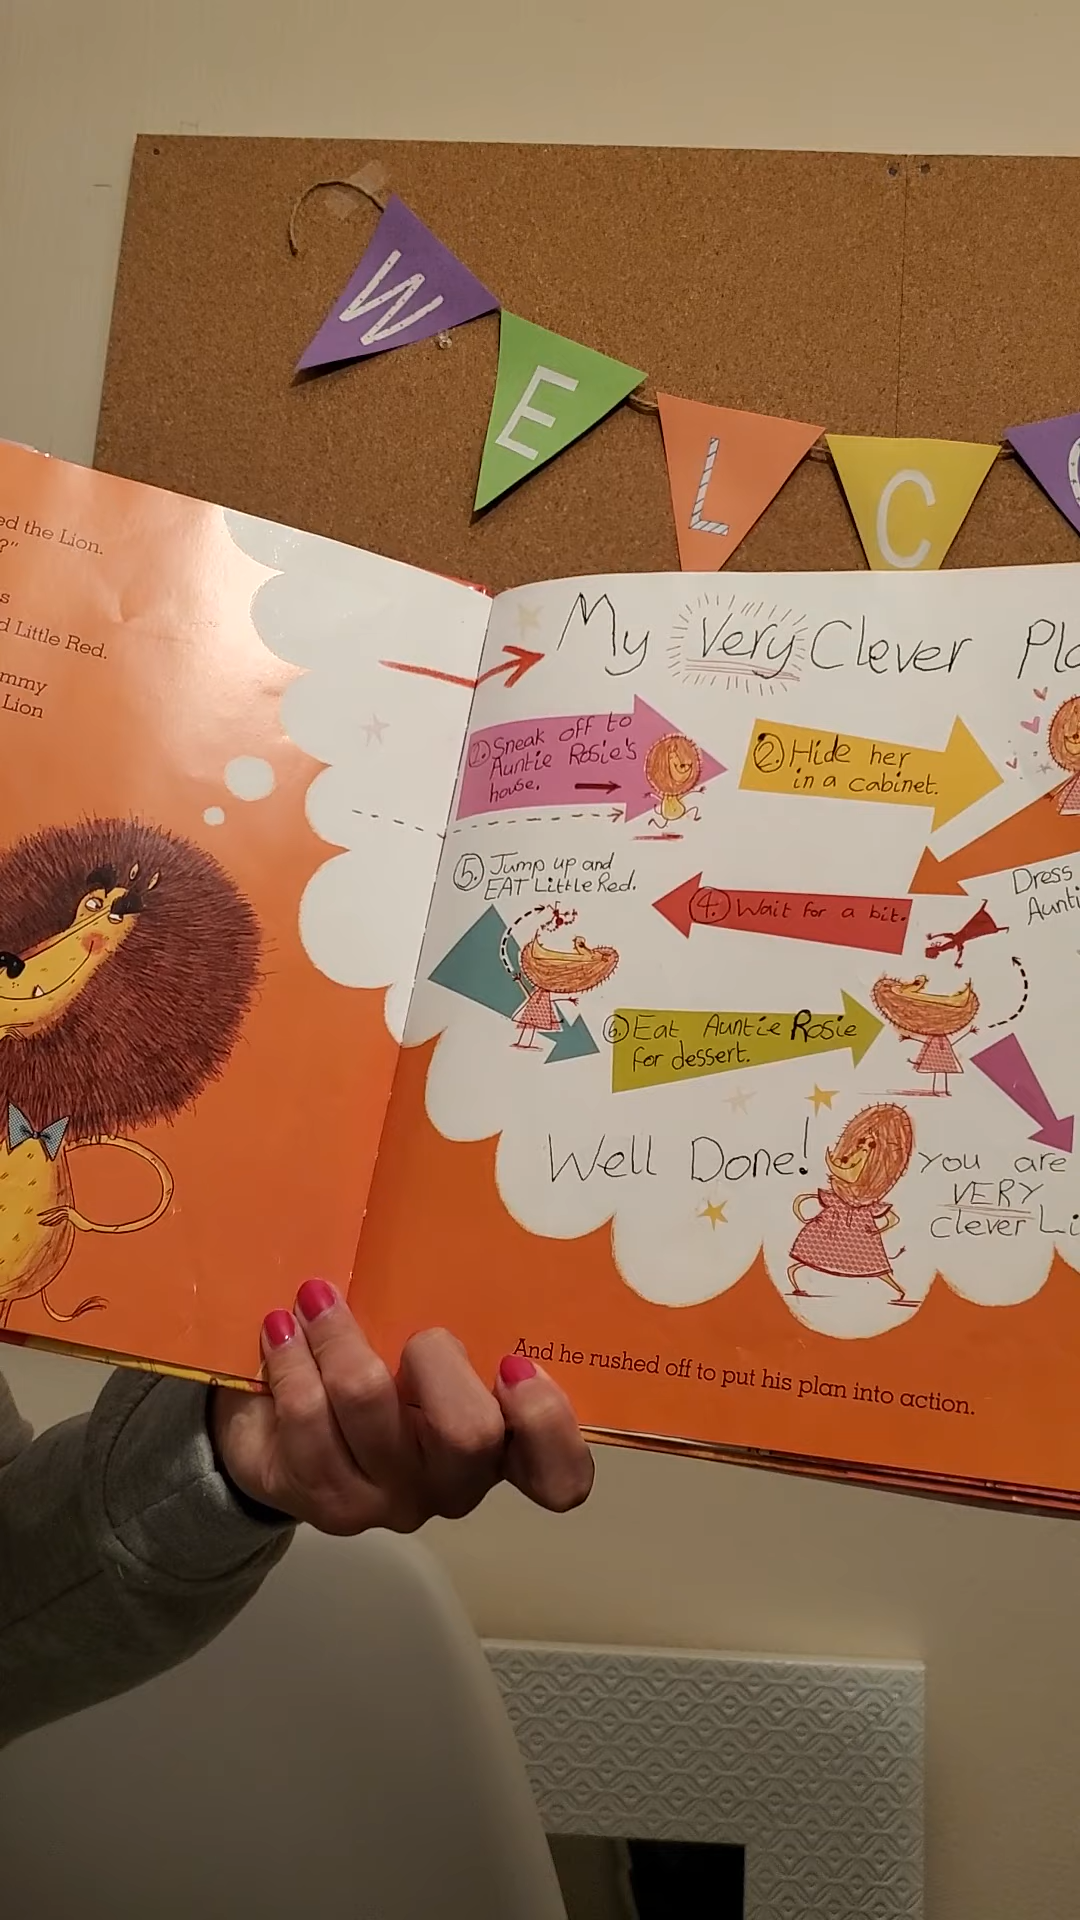 W
E
L
C
ed the Lion.
?"
s
d Little Red.
mmy
Lion
My Very Clever Pla
1. Sneak off to
Auntie Rosie's
house.
2. Hide her
in a cabinet.
Dress
Aunti
4. Wait for a bit.
5. Jump up and
EAT Little Red.
6. Eat Auntie Rosie
for dessert.
Well Done!
you are
VERY
clever Li
And he rushed off to put his plan into action.